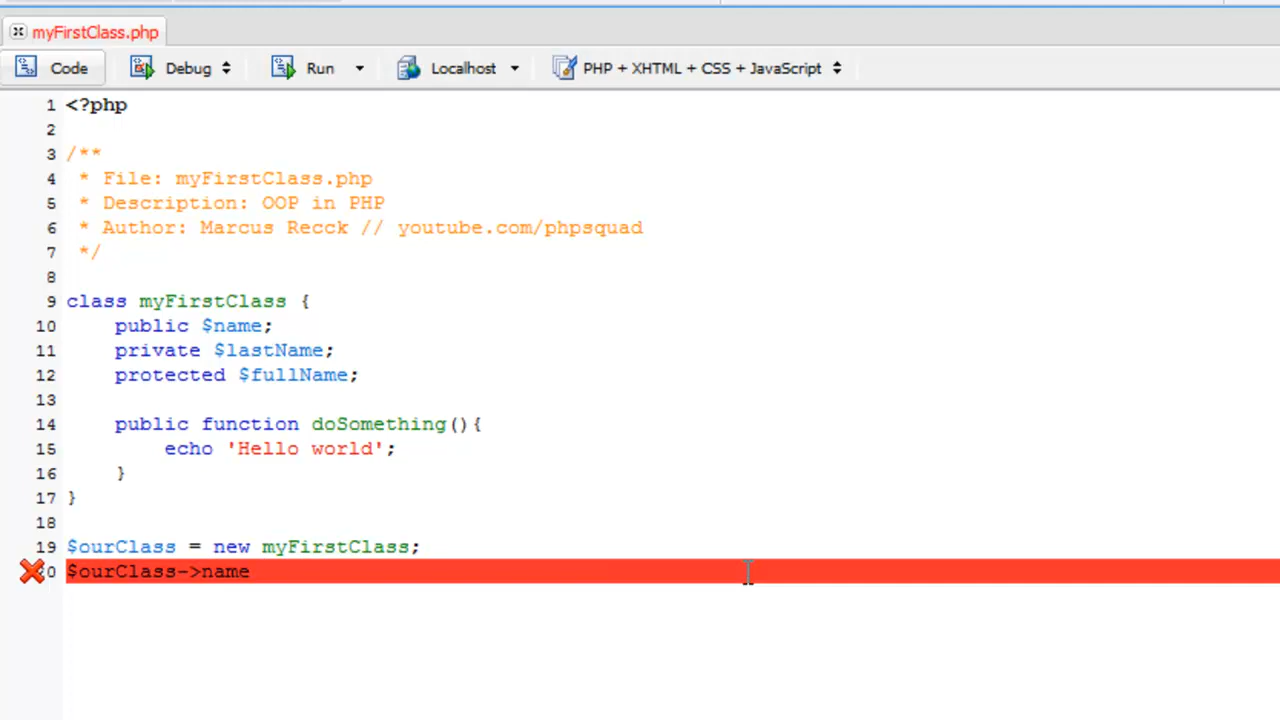 myFirstClass.php
Code Debug Run Localhost PHP + XHTML + CSS + JavaScript
1 <?php
2
3 /**
4 * File: myFirstClass.php
5 * Description: OOP in PHP
6 * Author: Marcus Recck // youtube.com/phpsquad
7 */
8
9 class myFirstClass {
10 public $name;
11 private $lastName;
12 protected $fullName;
13
14 public function doSomething(){
15 echo 'Hello world';
16 }
17 }
18
19 $ourClass = new myFirstClass;
0 $ourClass->name